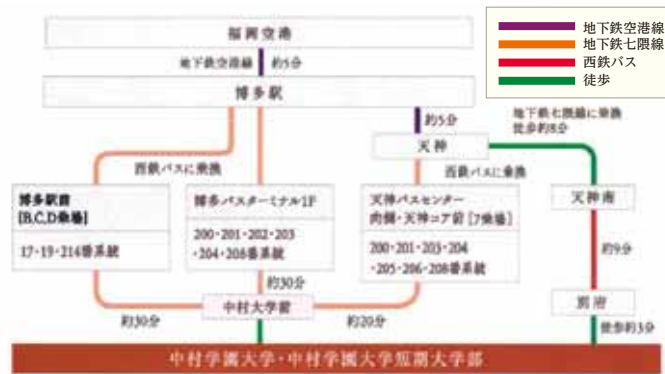 地下鉄空港線
地下鉄七隈線
西鉄バス
徒歩
福岡空港
地下鉄空港線 約5分
博多駅
約5分
地下鉄七隈線に乗換
徒歩約8分
天神
西鉄バスに乗換
西鉄バスに乗換
博多駅前
[B,C,D乗場]
17・19・214番系統
博多バスターミナル1F
200・201・202・203
・204・208番系統
天神バスセンター
前[7乗場]
200・201・203・204
・205・206・208番系統
天神南
約9分
別府
徒歩約3分
約30分
約30分
中村大学前
約20分
中村学園大学・中村学園大学短期大学部